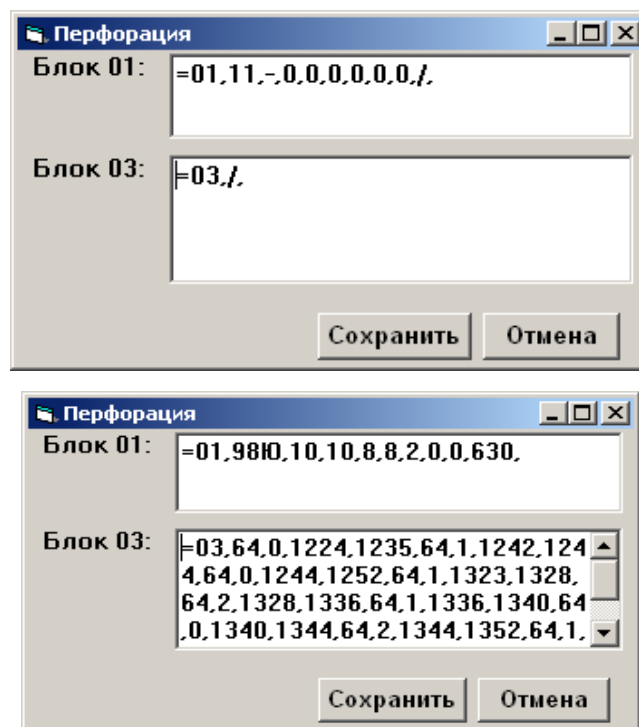 Перфорация
Блок 01:
=01,11,-,0,0,0,0,0,0,/,
Блок 03:
=03,/,
Сохранить Отмена
Перфорация
Блок 01:
=01,98Ю,10,10,8,8,2,0,0,630,
Блок 03:
=03,64,0,1224,1235,64,1,1242,124
4,64,0,1244,1252,64,1,1323,1328,
64,2,1328,1336,64,1,1336,1340,64
,0,1340,1344,64,2,1344,1352,64,1,
Сохранить Отмена